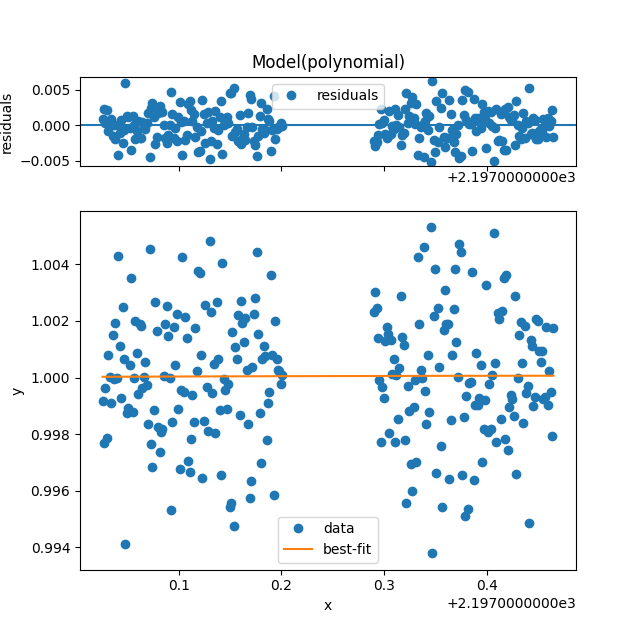 Model(polynomial)
residuals
0.005
0.000
−0.005
residuals
+2.1970000000e3
y
1.004
1.002
1.000
0.998
0.996
0.994
data
best-fit
0.1 0.2 0.3 0.4
x
+2.1970000000e3